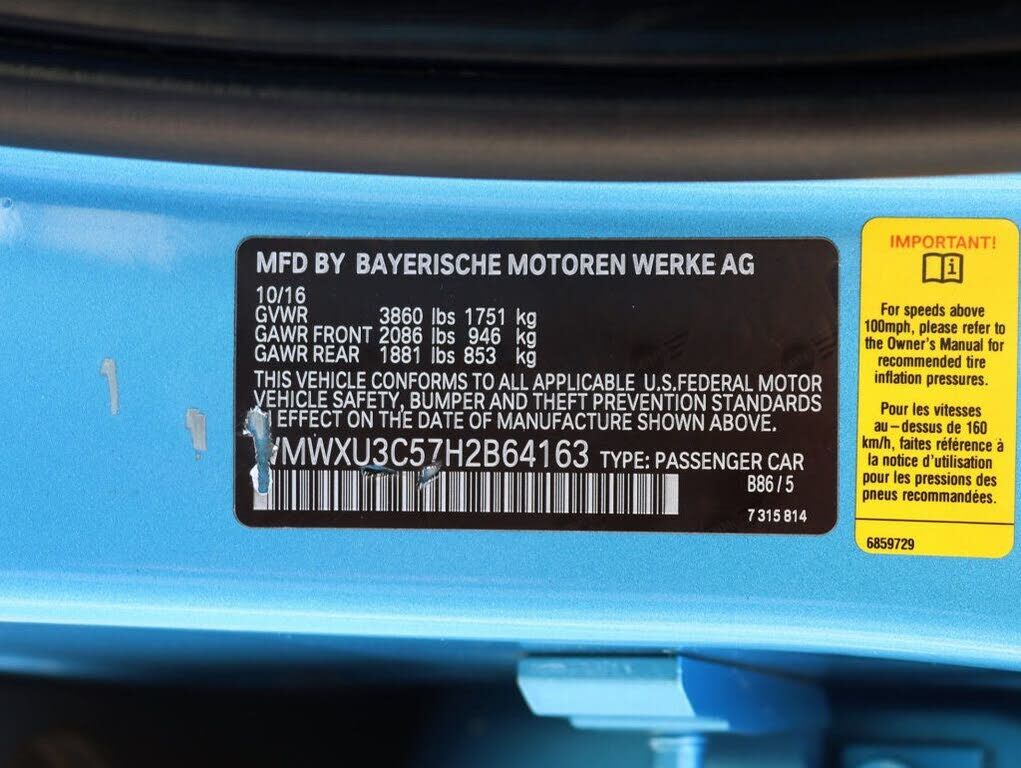 MFD BY BAYERISCHE MOTOREN WERKE AG
10/16
GVWR 3860 lbs 1751 kg
GAWR FRONT 2086 lbs 946 kg
GAWR REAR 1881 lbs 853 kg
THIS VEHICLE CONFORMS TO ALL APPLICABLE U.S.FEDERAL MOTOR
VEHICLE SAFETY, BUMPER AND THEFT PREVENTION STANDARDS
IN EFFECT ON THE DATE OF MANUFACTURE SHOWN ABOVE.
WMWXU3C57H2B64163 TYPE: PASSENGER CAR
B86/5
7 315 814
IMPORTANT!
i
For speeds above
100mph, please refer to
the Owner's Manual for
recommended tire
inflation pressures.
Pour les vitesses
au–dessus de 160
km/h, faites référence à
la notice d'utilisation
pour les pressions des
pneus recommandées.
6859729